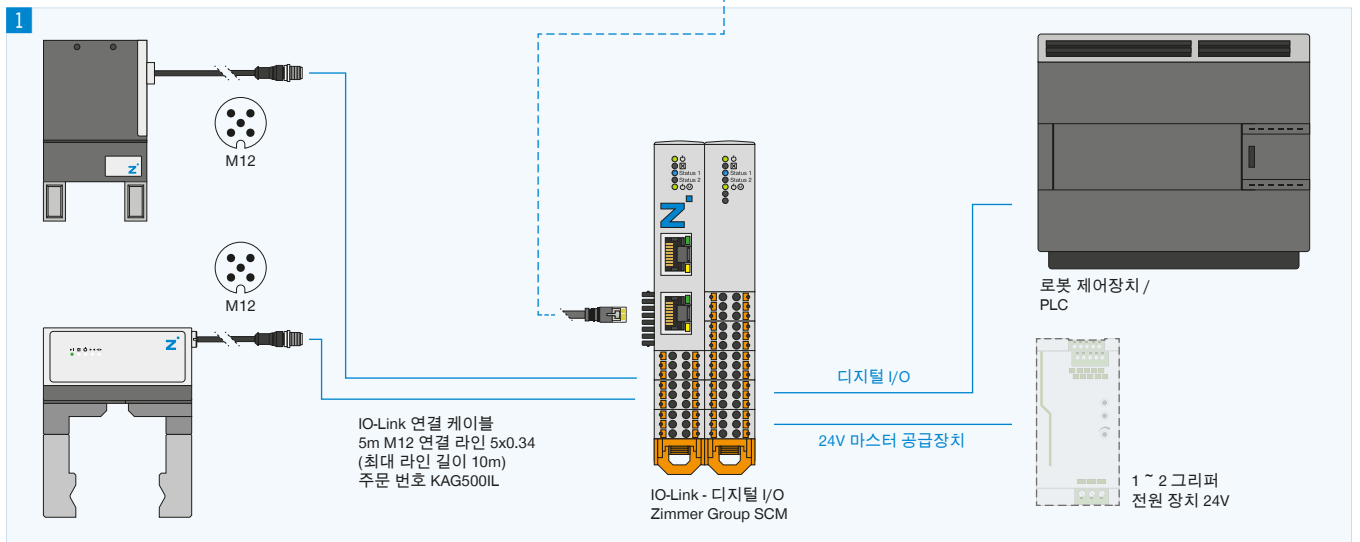 1
M12
M12
IO-Link 연결 케이블
5m M12 연결 라인 5x0.34
(최대 라인 길이 10m)
주문 번호 KAG500IL
Status 1
Status 2
Status 1
Status 2
IO-Link - 디지털 I/O
Zimmer Group SCM
디지털 I/O
24V 마스터 공급장치
로봇 제어장치 /
PLC
1 ~ 2 그리퍼
전원 장치 24V